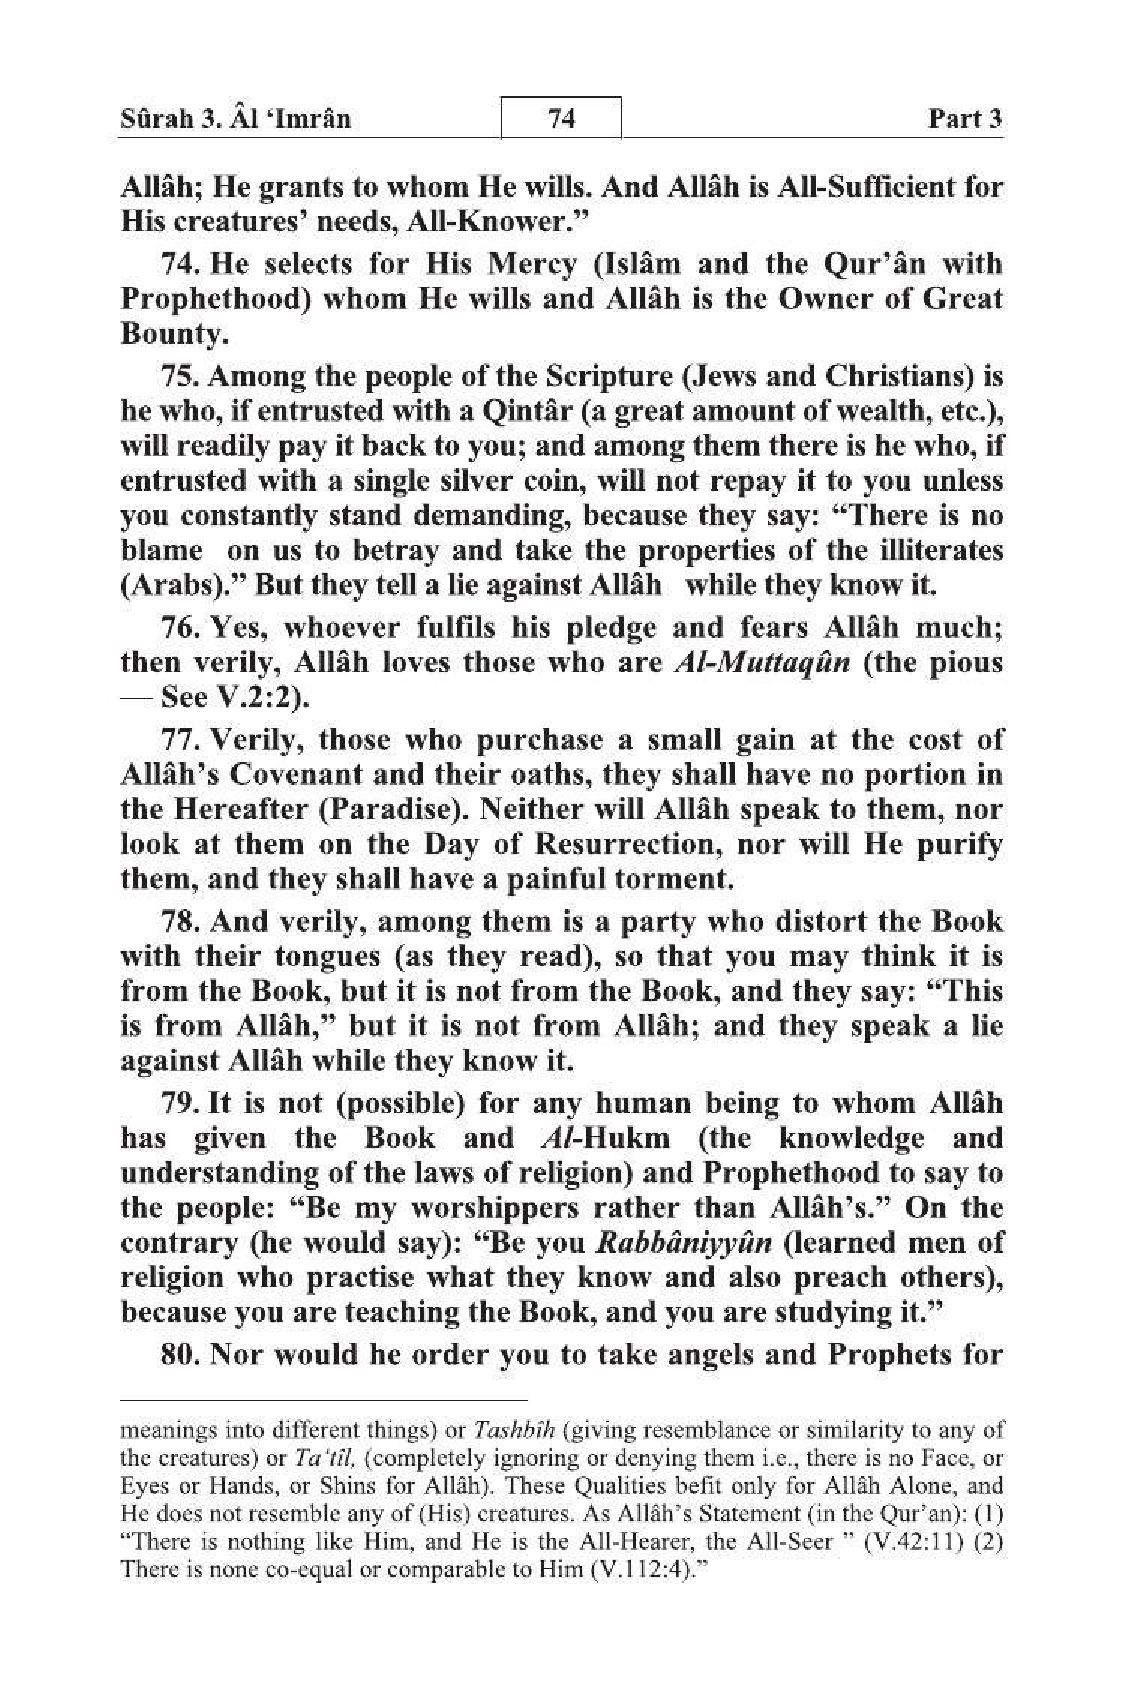 Sûrah 3. Âl ‘Imrân 74 Part 3
Allâh; He grants to whom He wills. And Allâh is All-Sufficient for
His creatures’ needs, All-Knower.”
74. He selects for His Mercy (Islâm and the Qur’ân with
Prophethood) whom He wills and Allâh is the Owner of Great
Bounty.
75. Among the people of the Scripture (Jews and Christians) is
he who, if entrusted with a Qintâr (a great amount of wealth, etc.),
will readily pay it back to you; and among them there is he who, if
entrusted with a single silver coin, will not repay it to you unless
you constantly stand demanding, because they say: “There is no
blame on us to betray and take the properties of the illiterates
(Arabs).” But they tell a lie against Allâh while they know it.
76. Yes, whoever fulfils his pledge and fears Allâh much;
then verily, Allâh loves those who are Al-Muttaqûn (the pious
— See V.2:2).
77. Verily, those who purchase a small gain at the cost of
Allâh’s Covenant and their oaths, they shall have no portion in
the Hereafter (Paradise). Neither will Allâh speak to them, nor
look at them on the Day of Resurrection, nor will He purify
them, and they shall have a painful torment.
78. And verily, among them is a party who distort the Book
with their tongues (as they read), so that you may think it is
from the Book, but it is not from the Book, and they say: “This
is from Allâh,” but it is not from Allâh; and they speak a lie
against Allâh while they know it.
79. It is not (possible) for any human being to whom Allâh
has given the Book and Al-Hukm (the knowledge and
understanding of the laws of religion) and Prophethood to say to
the people: “Be my worshippers rather than Allâh’s.” On the
contrary (he would say): “Be you Rabbâniyyûn (learned men of
religion who practise what they know and also preach others),
because you are teaching the Book, and you are studying it.”
80. Nor would he order you to take angels and Prophets for
meanings into different things) or Tashbîh (giving resemblance or similarity to any of
the creatures) or Ta‘tîl, (completely ignoring or denying them i.e., there is no Face, or
Eyes or Hands, or Shins for Allâh). These Qualities befit only for Allâh Alone, and
He does not resemble any of (His) creatures. As Allâh’s Statement (in the Qur’an): (1)
“There is nothing like Him, and He is the All-Hearer, the All-Seer ” (V.42:11) (2)
There is none co-equal or comparable to Him (V.112:4).”